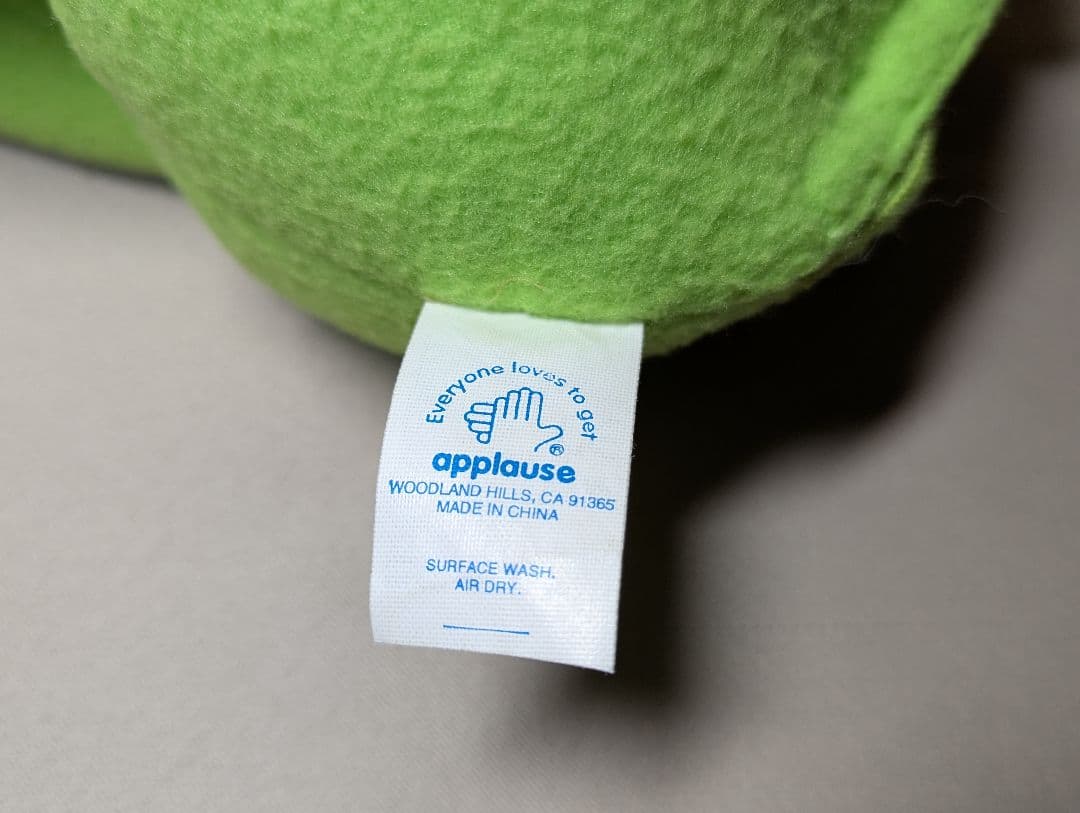 Everyone loves to get
®
applause
WOODLAND HILLS, CA 91365
MADE IN CHINA
SURFACE WASH.
AIR DRY.